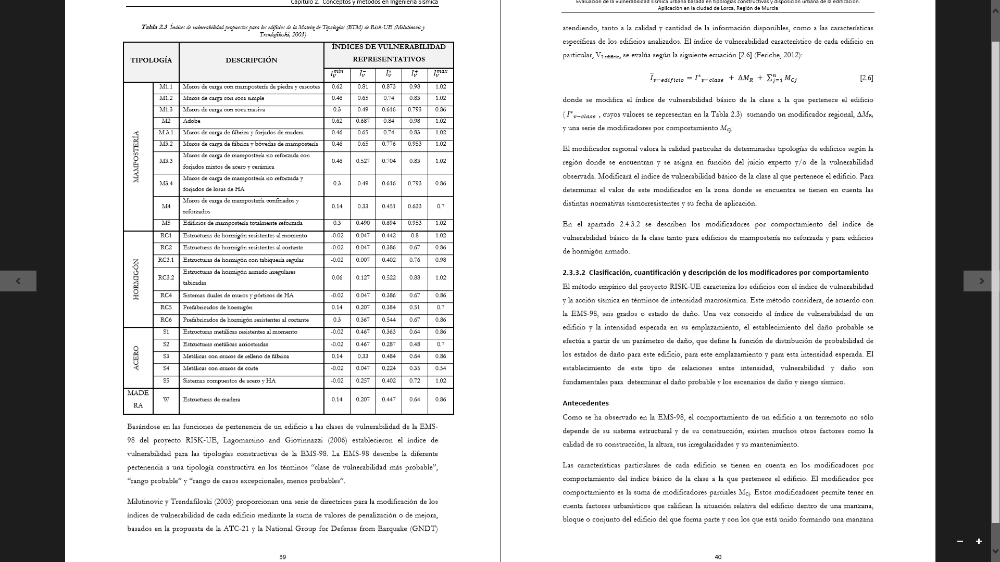 Capítulo 2. Conceptos y métodos en Ingeniería Sísmica
Tabla 2.3 Índices de vulnerabilidad propuestos para los edificios de la Matriz de Tipologías (BTM) de Risk-UE (Milutinovic y
Trendafiloski, 2003)
TIPOLOGÍA DESCRIPCIÓN ÍNDICES DE VULNERABILIDAD
REPRESENTATIVOS
I_V^min I_V^- I_V^* I_V^+ I_V^max
MAMPOSTERÍA
M1.1 Muros de carga con mampostería de piedra y cascotes 0.62 0.81 0.873 0.98 1.02
M1.2 Muros de carga con roca simple 0.46 0.65 0.74 0.83 1.02
M1.3 Muros de carga con roca masiva 0.3 0.49 0.616 0.793 0.86
M2 Adobe 0.62 0.687 0.84 0.98 1.02
M 3.1 Muros de carga de fábrica y forjados de madera 0.46 0.65 0.74 0.83 1.02
M3.2 Muros de carga de fábrica y bóvedas de mampostería 0.46 0.65 0.776 0.953 1.02
M3.3 Muros de carga de mampostería no reforzada con
forjados mixtos de acero y cerámica 0.46 0.527 0.704 0.83 1.02
M3.4 Muros de carga de mampostería no reforzada y
forjados de losas de HA 0.3 0.49 0.616 0.793 0.86
M4 Muros de carga de mampostería confinados y
reforzados 0.14 0.33 0.451 0.633 0.7
M5 Edificios de mampostería totalmente reforzada 0.3 0.490 0.694 0.953 1.02
HORMIGÓN
RC1 Estructuras de hormigón resistentes al momento -0.02 0.047 0.442 0.8 1.02
RC2 Estructuras de hormigón resistentes al cortante -0.02 0.047 0.386 0.67 0.86
RC3.1 Estructuras de hormigón con tabiquería regular -0.02 0.007 0.402 0.76 0.98
RC3.2 Estructuras de hormigón armado irregulares
tabicadas 0.06 0.127 0.522 0.88 1.02
RC4 Sistemas duales de muros y pórticos de HA -0.02 0.047 0.386 0.67 0.86
RC5 Prefabricados de hormigón 0.14 0.207 0.384 0.51 0.7
RC6 Prefabricados de hormigón resistentes al cortante 0.3 0.367 0.544 0.67 0.86
ACERO
S1 Estructuras metálicas resistentes al momento -0.02 0.467 0.363 0.64 0.86
S2 Estructuras metálicas arriostradas -0.02 0.467 0.287 0.48 0.7
S3 Metálicas con muros de relleno de fábrica 0.14 0.33 0.484 0.64 0.86
S4 Metálicas con muros de corte -0.02 0.047 0.224 0.35 0.54
S5 Sistemas compuestos de acero y HA -0.02 0.257 0.402 0.72 1.02
MADE
RA
W Estructuras de madera 0.14 0.207 0.447 0.64 0.86
Basándose en las funciones de pertenencia de un edificio a las clases de vulnerabilidad de la EMS-
98 del proyecto RISK-UE, Lagomarsino and Giovinnazzi (2006) establecieron el índice de
vulnerabilidad para las tipologías constructivas de la EMS-98. La EMS-98 describe la diferente
pertenencia a una tipología constructiva en los términos “clase de vulnerabilidad más probable”,
“rango probable” y “rango de casos excepcionales, menos probables”.
Milutinovic y Trendafiloski (2003) proporcionan una serie de directrices para la modificación de los
índices de vulnerabilidad de cada edificio mediante la suma de valores de penalización o de mejora,
basados en la propuesta de la ATC-21 y la National Group for Defense from Earquake (GNDT)
39
Evaluación de la vulnerabilidad sísmica urbana basada en tipologías constructivas y disposición urbana de la edificación.
Aplicación en la ciudad de Lorca, Región de Murcia
atendiendo, tanto a la calidad y cantidad de la información disponibles, como a las características
específicas de los edificios analizados. El índice de vulnerabilidad característico de cada edificio en
particular, V_I-edificio, se evalúa según la siguiente ecuación [2.6] (Feriche, 2012):
Ī_v−edificio = I*_v−clase + ΔM_R + ∑_{j=1}^n M_Cj [2.6]
donde se modifica el índice de vulnerabilidad básico de la clase a la que pertenece el edificio
( I*_v−clase , cuyos valores se representan en la Tabla 2.3) sumando un modificador regional, ΔM_R,
y una serie de modificadores por comportamiento M_Cj.
El modificador regional valora la calidad particular de determinadas tipologías de edificios según la
región donde se encuentran y se asigna en función del juicio experto y/o de la vulnerabilidad
observada. Modificará el índice de vulnerabilidad básico de la clase al que pertenece el edificio. Para
determinar el valor de este modificador en la zona donde se encuentra se tienen en cuenta las
distintas normativas sismorresistentes y su fecha de aplicación.
En el apartado 2.4.3.2 se describen los modificadores por comportamiento del índice de
vulnerabilidad básico de la clase tanto para edificios de mampostería no reforzada y para edificios
de hormigón armado.
2.3.3.2 Clasificación, cuantificación y descripción de los modificadores por comportamiento
El método empírico del proyecto RISK-UE caracteriza los edificios con el índice de vulnerabilidad
y la acción sísmica en términos de intensidad macrosísmica. Este método considera, de acuerdo con
la EMS-98, seis grados o estado de daño. Una vez conocido el índice de vulnerabilidad de un
edificio y la intensidad esperada en su emplazamiento, el establecimiento del daño probable se
efectúa a partir de un parámetro de daño, que define la función de distribución de probabilidad de
los estados de daño para este edificio, para este emplazamiento y para esta intensidad esperada. El
establecimiento de este tipo de relaciones entre intensidad, vulnerabilidad y daño son
fundamentales para determinar el daño probable y los escenarios de daño y riesgo sísmico.
Antecedentes
Como se ha observado en la EMS-98, el comportamiento de un edificio a un terremoto no sólo
depende de su sistema estructural y de su construcción, existen muchos otros factores como la
calidad de su construcción, la altura, sus irregularidades y su mantenimiento.
Las características particulares de cada edificio se tienen en cuenta en los modificadores por
comportamiento del índice básico de la clase a la que pertenece el edificio. El modificador por
comportamiento es la suma de modificadores parciales M_Cj. Estos modificadores permite tener en
cuenta factores urbanísticos que califican la situación relativa del edificio dentro de una manzana,
bloque o conjunto del edificio del que forma parte y con los que está unido formando una manzana
40